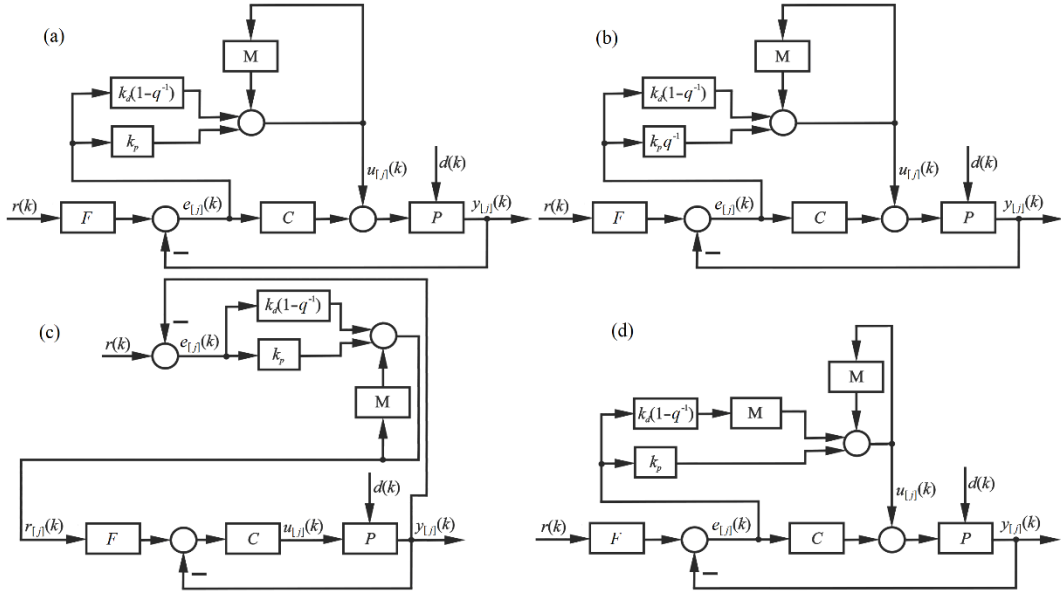 (a)
M
k_d(1-q^{-1})
k_p
u_{[j]}(k)
d(k)
r(k)
F
e_{[j]}(k)
C
P
y_{[j]}(k)
−
(b)
M
k_d(1-q^{-1})
k_pq^{-1}
u_{[j]}(k)
d(k)
r(k)
F
e_{[j]}(k)
C
P
y_{[j]}(k)
−
(c)
−
k_d(1-q^{-1})
r(k)
e_{[j]}(k)
k_p
M
d(k)
r_{[j]}(k)
F
C
u_{[j]}(k)
P
y_{[j]}(k)
−
(d)
M
k_d(1-q^{-1})
M
k_p
u_{[j]}(k)
d(k)
r(k)
F
e_{[j]}(k)
C
P
y_{[j]}(k)
−